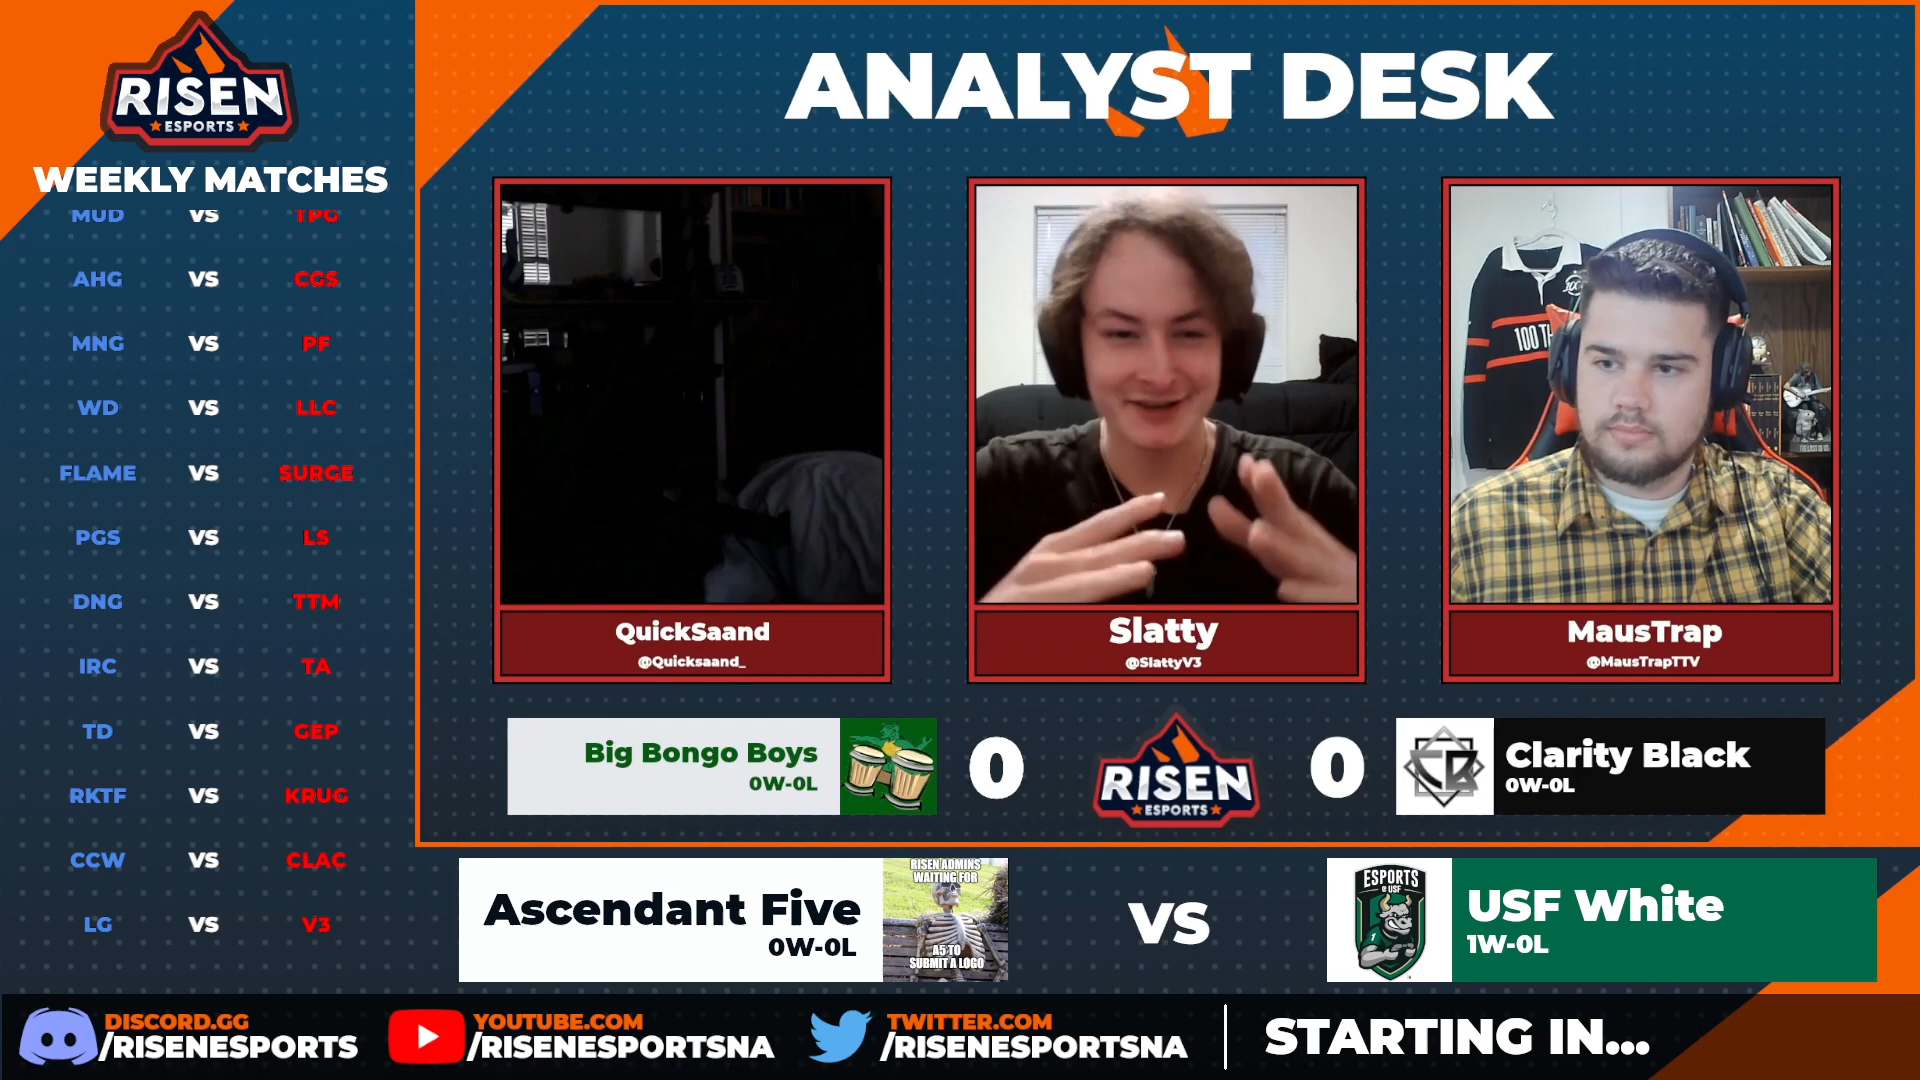 RISEN
ESPORTS
WEEKLY MATCHES
MUD VS TPG
AHG VS CGS
MNG VS PF
WD VS LLC
FLAME VS SURGE
PGS VS LS
DNG VS TTM
IRC VS TA
TD VS GEP
RKTF VS KRUG
CCW VS CLAC
LG VS V3
ANALYST DESK
100 TH
QuickSaand
@Quicksaand_
Slatty
@SlattyV3
MausTrap
@MausTrapTTV
Big Bongo Boys
0W-0L
0
RISEN
ESPORTS
0
Clarity Black
0W-0L
Ascendant Five
0W-0L
RISEN ADMINS
WAITING FOR
A5 TO
SUBMIT A LOGO
VS
ESPORTS
@ USF
USF White
1W-0L
DISCORD.GG
/RISENESPORTS
YOUTUBE.COM
/RISENESPORTSNA
TWITTER.COM
/RISENESPORTSNA
STARTING IN...